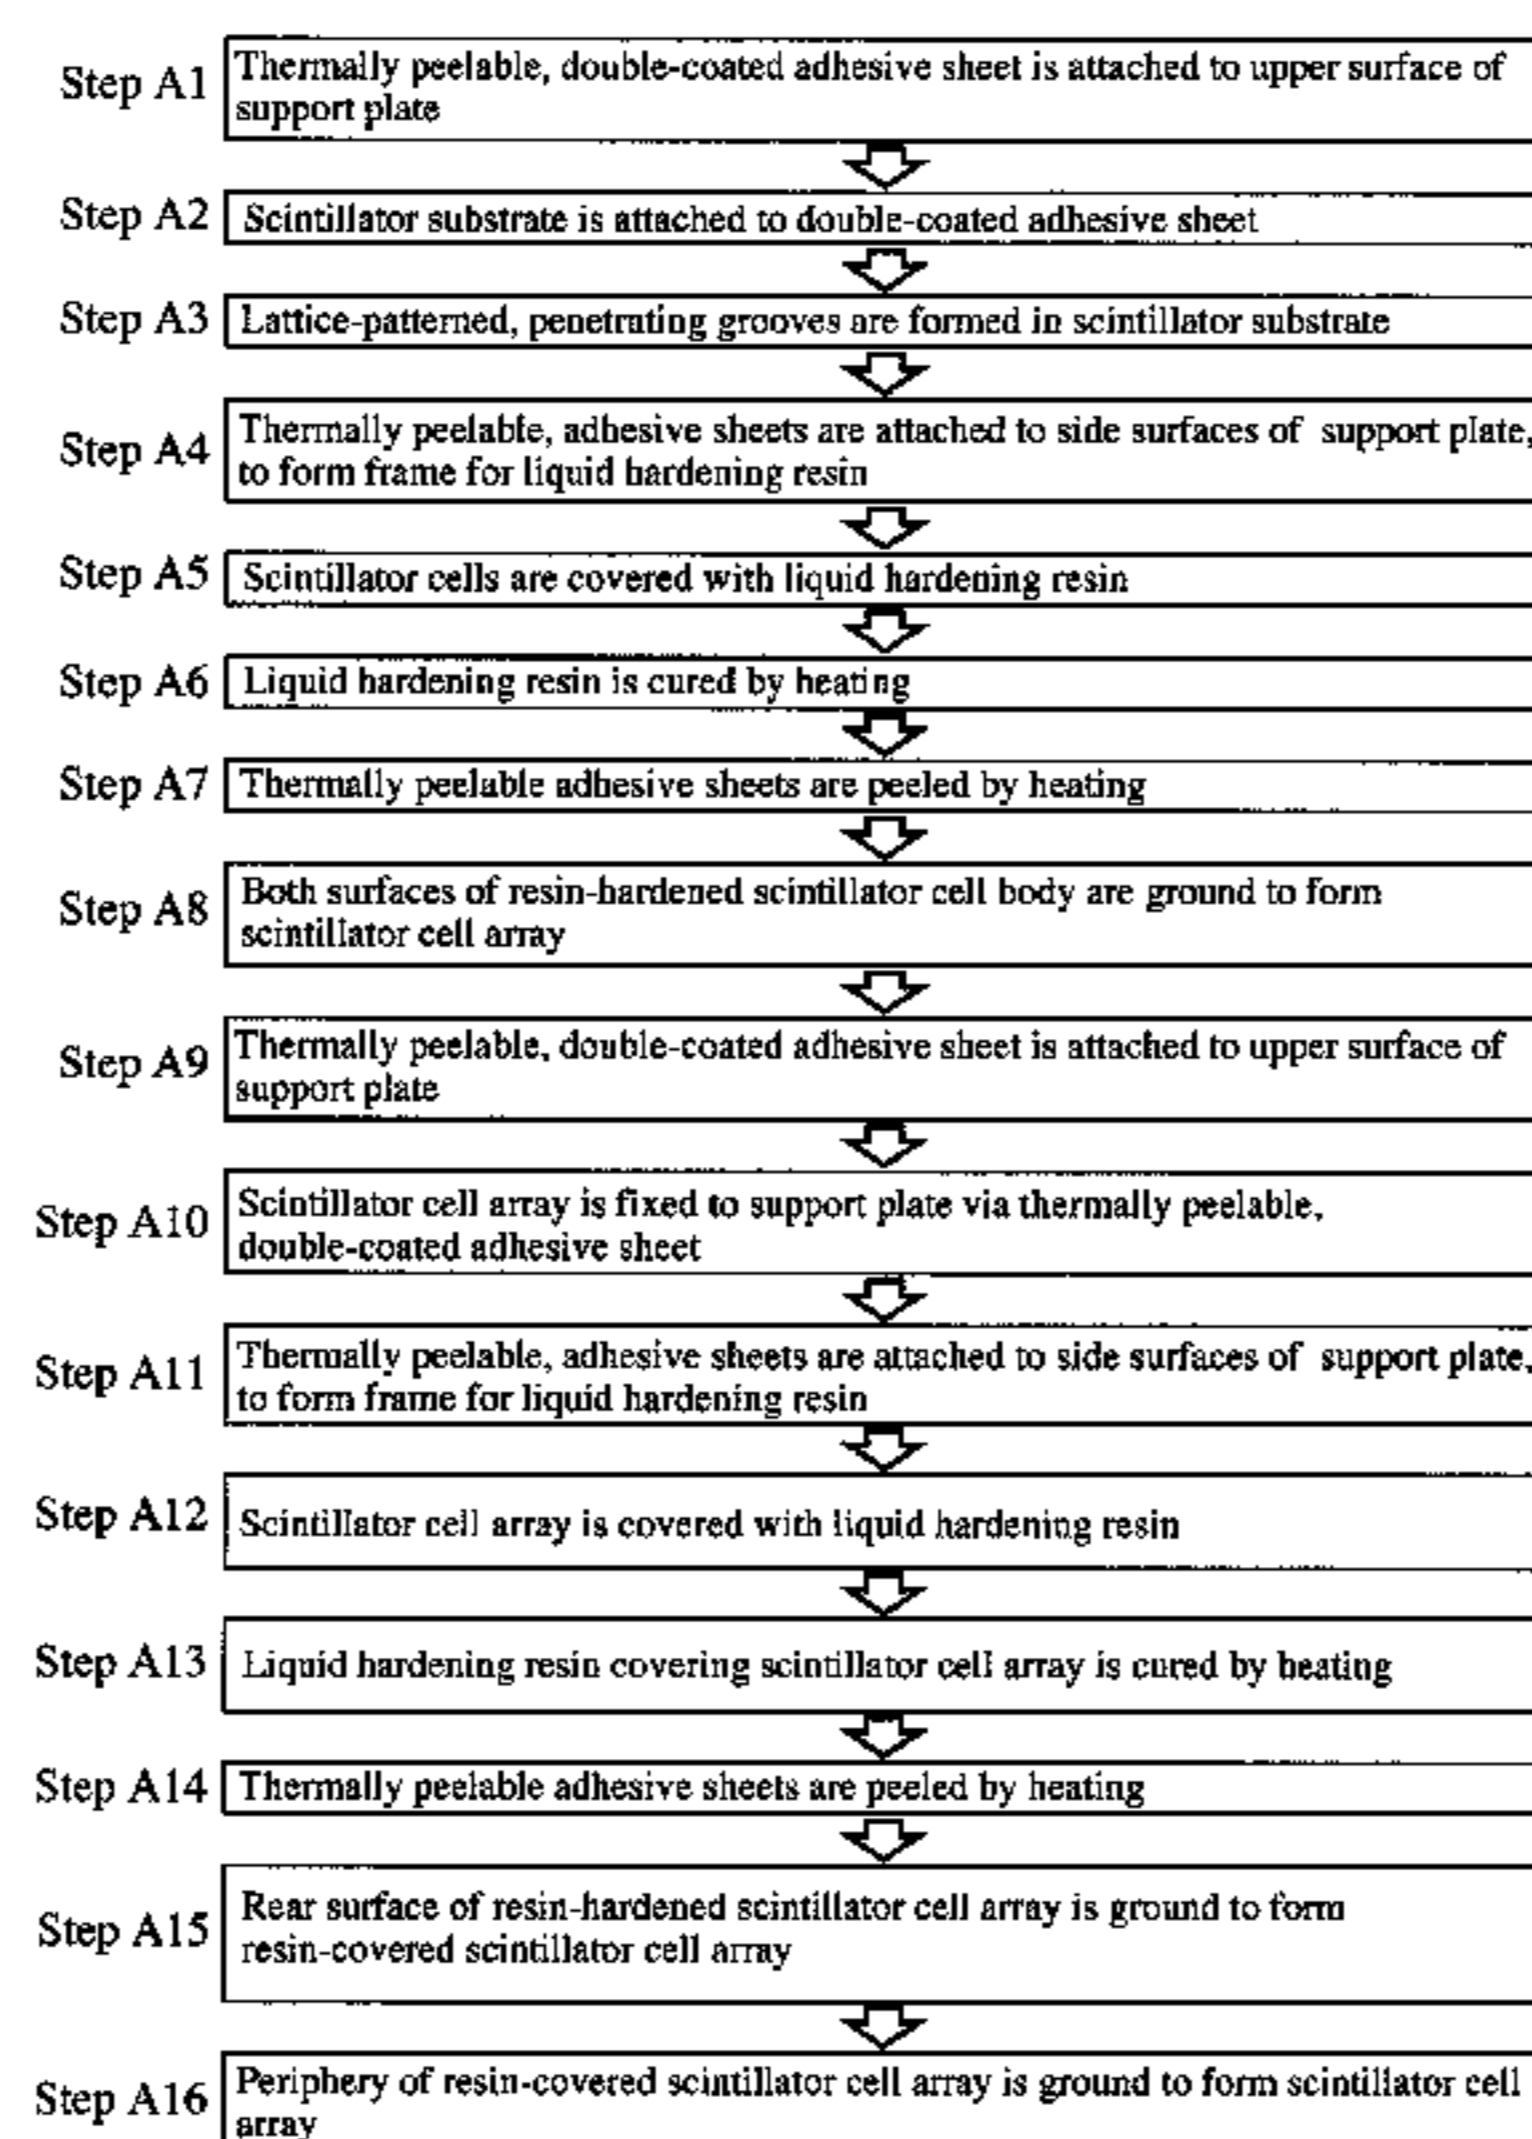 Step A1
Thermally peelable, double-coated adhesive sheet is attached to upper surface of
support plate
Step A2
Scintillator substrate is attached to double-coated adhesive sheet
Step A3
Lattice-patterned, penetrating grooves are formed in scintillator substrate
Step A4
Thermally peelable, adhesive sheets are attached to side surfaces of support plate,
to form frame for liquid hardening resin
Step A5
Scintillator cells are covered with liquid hardening resin
Step A6
Liquid hardening resin is cured by heating
Step A7
Thermally peelable adhesive sheets are peeled by heating
Step A8
Both surfaces of resin-hardened scintillator cell body are ground to form
scintillator cell array
Step A9
Thermally peelable, double-coated adhesive sheet is attached to upper surface of
support plate
Step A10
Scintillator cell array is fixed to support plate via thermally peelable,
double-coated adhesive sheet
Step A11
Thermally peelable, adhesive sheets are attached to side surfaces of support plate,
to form frame for liquid hardening resin
Step A12
Scintillator cell array is covered with liquid hardening resin
Step A13
Liquid hardening resin covering scintillator cell array is cured by heating
Step A14
Thermally peelable adhesive sheets are peeled by heating
Step A15
Rear surface of resin-hardened scintillator cell array is ground to form
resin-covered scintillator cell array
Step A16
Periphery of resin-covered scintillator cell array is ground to form scintillator cell
array